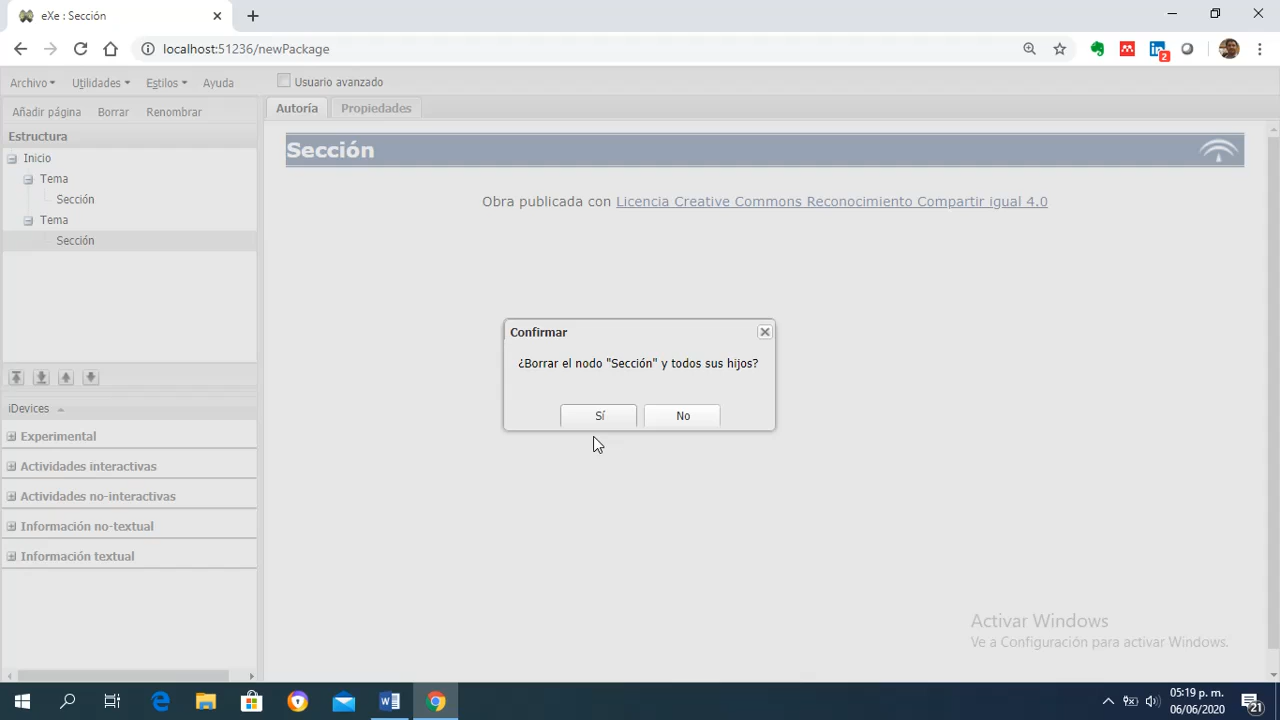 eXe : Sección
localhost:51236/newPackage
2
Archivo Utilidades Estilos Ayuda Usuario avanzado
Añadir página Borrar Renombrar Autoría Propiedades
Estructura
Inicio
Tema
Sección
Tema
Sección
Sección
Obra publicada con Licencia Creative Commons Reconocimiento Compartir igual 4.0
Confirmar
¿Borrar el nodo "Sección" y todos sus hijos?
Sí No
iDevices
Experimental
Actividades interactivas
Actividades no-interactivas
Información no-textual
Información textual
Activar Windows
Ve a Configuración para activar Windows.
05:19 p. m.
06/06/2020
21